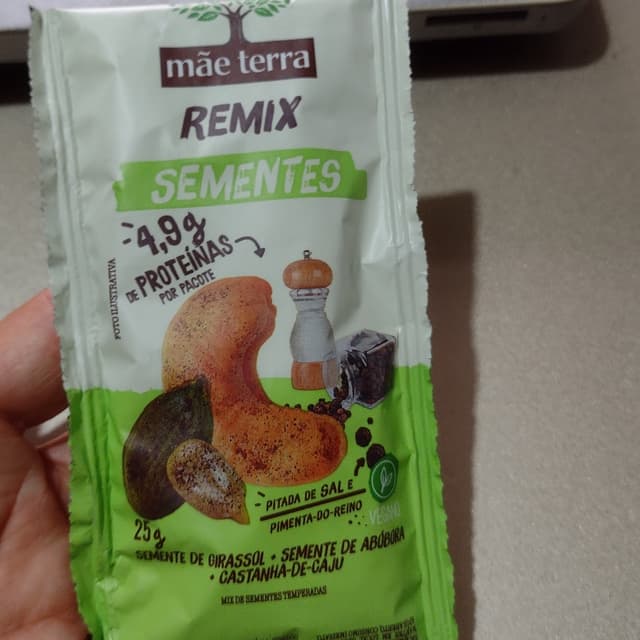 mãe terra
REMIX
SEMENTES
4,9g
DE PROTEÍNAS
POR PACOTE
FOTO ILUSTRATIVA
PITADA DE SAL E
PIMENTA-DO-REINO
VEGANO
25g
SEMENTE DE GIRASSOL • SEMENTE DE ABÓBORA
• CASTANHA-DE-CAJU
MIX DE SEMENTES TEMPERADAS